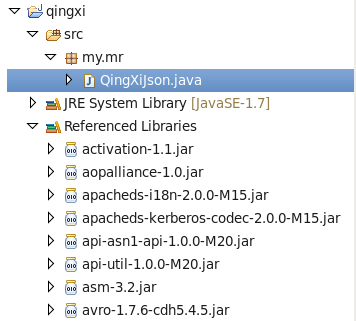 qingxi
src
my.mr
QingXiJson.java
JRE System Library [JavaSE-1.7]
Referenced Libraries
activation-1.1.jar
aopalliance-1.0.jar
apacheds-i18n-2.0.0-M15.jar
apacheds-kerberos-codec-2.0.0-M15.jar
api-asn1-api-1.0.0-M20.jar
api-util-1.0.0-M20.jar
asm-3.2.jar
avro-1.7.6-cdh5.4.5.jar